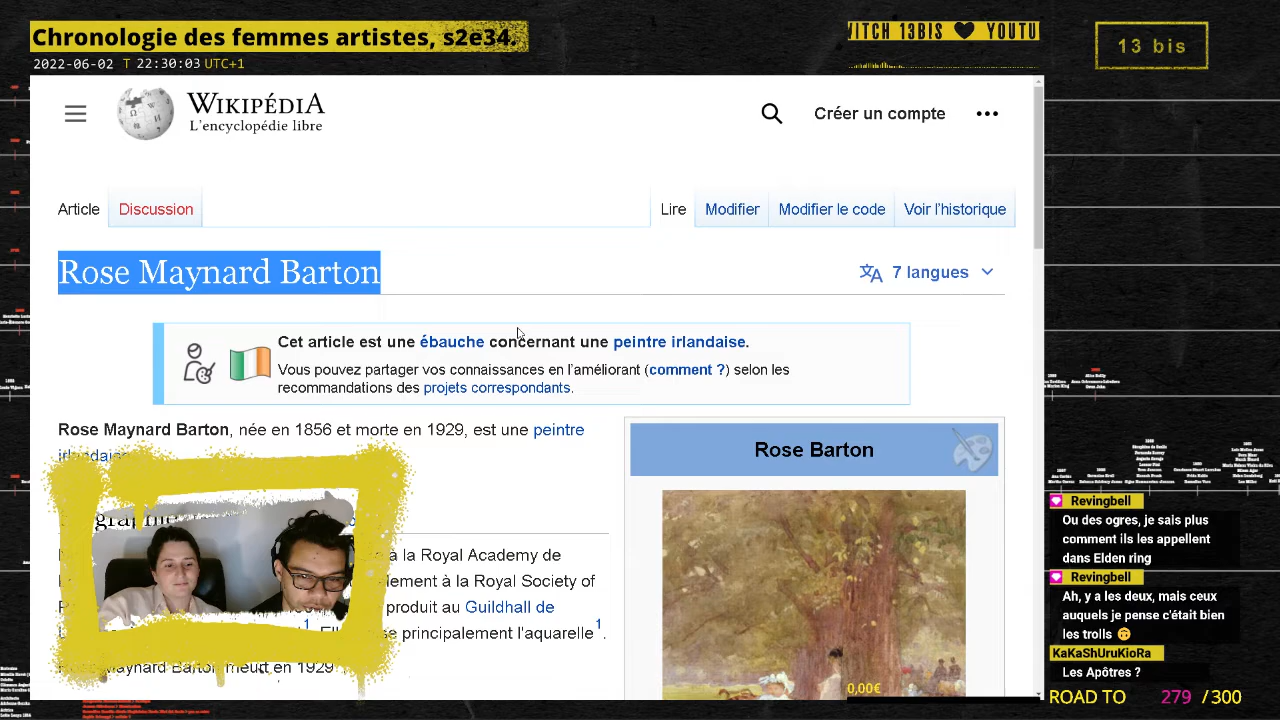 Chronologie des femmes artistes, s2e34.
2022-06-02 T 22:30:03 UTC+1
WITCH 13BIS YOUTU
13 bis
WIKIPÉDIA
L'encyclopédie libre
Créer un compte
Article
Discussion
Lire
Modifier
Modifier le code
Voir l'historique
Rose Maynard Barton
7 langues
Cet article est une ébauche concernant une peintre irlandaise.
Vous pouvez partager vos connaissances en l'améliorant (comment ?) selon les
recommandations des projets correspondants.
Rose Maynard Barton, née en 1856 et morte en 1929, est une peintre
irlandaise
à la Royal Academy de
à la Royal Society of
produit au Guildhall de
principalement l'aquarelle 1.
Maynard Barton meurt en 1929
Rose Barton
0,00€
Revingbell
Ou des ogres, je sais plus
comment ils les appellent
dans Elden ring
Revingbell
Ah, y a les deux, mais ceux
auquels je pense c'était bien
les trolls 🙃
KaKaShUruKioRa
Les Apôtres ?
ROAD TO 279 / 300